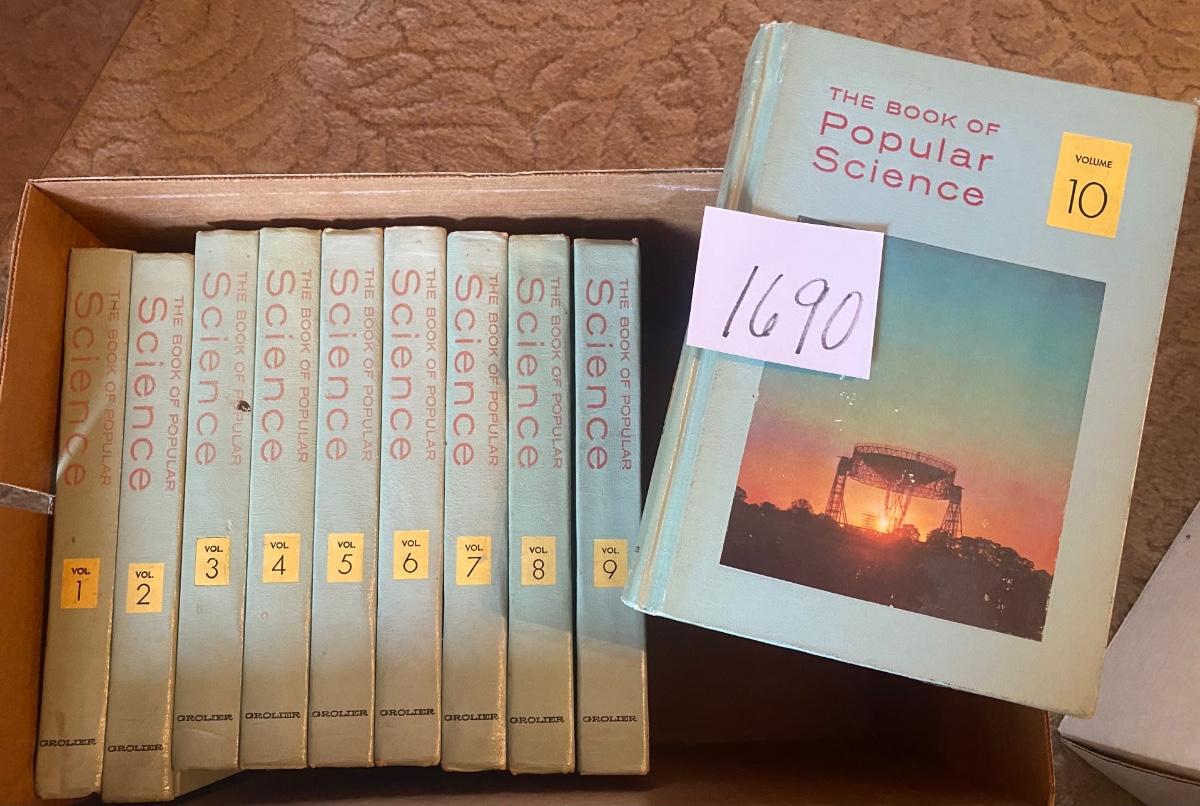 THE BOOK OF POPULAR
Science
VOL.
1
GROLIER
THE BOOK OF POPULAR
Science
VOL.
2
GROLIER
THE BOOK OF POPULAR
Science
VOL.
3
GROLIER
THE BOOK OF POPULAR
Science
VOL.
4
GROLIER
THE BOOK OF POPULAR
Science
VOL.
5
GROLIER
THE BOOK OF POPULAR
Science
VOL.
6
GROLIER
THE BOOK OF POPULAR
Science
VOL.
7
GROLIER
THE BOOK OF POPULAR
Science
VOL.
8
GROLIER
THE BOOK OF POPULAR
Science
VOL.
9
GROLIER
THE BOOK OF
Popular
Science
VOLUME
10
1690